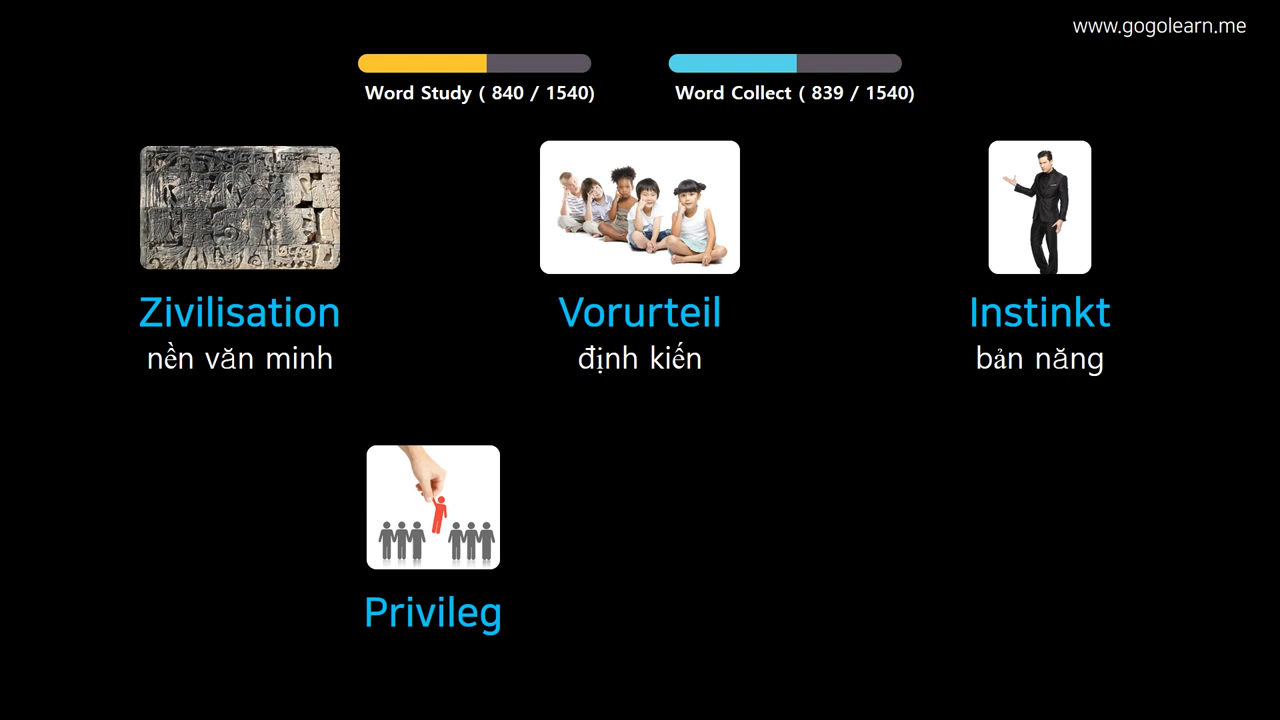 www.gogolearn.me
Word Study ( 840 / 1540)
Word Collect ( 839 / 1540)
Zivilisation
nền văn minh
Vorurteil
định kiến
Instinkt
bản năng
Privileg